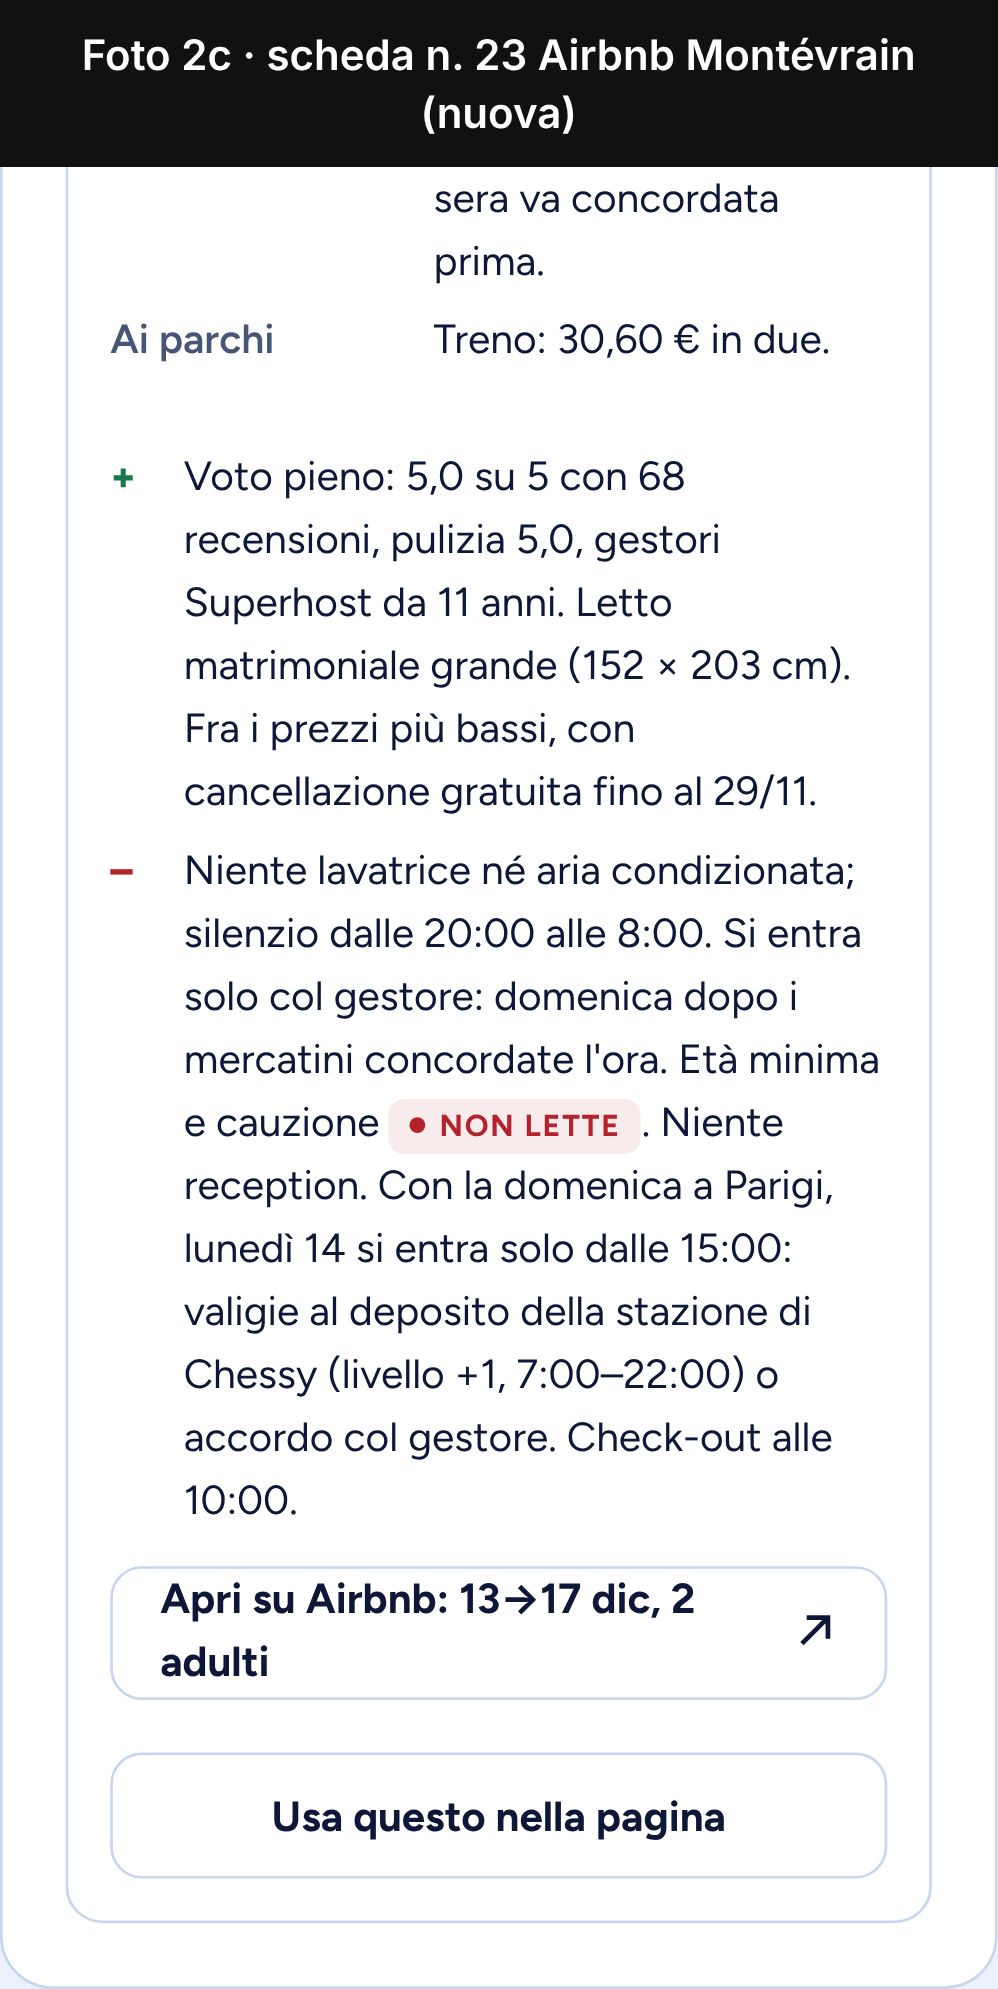 Foto 2c · scheda n. 23 Airbnb Montévrain
(nuova)
sera va concordata
prima.
Ai parchi Treno: 30,60 € in due.
+ Voto pieno: 5,0 su 5 con 68
recensioni, pulizia 5,0, gestori
Superhost da 11 anni. Letto
matrimoniale grande (152 × 203 cm).
Fra i prezzi più bassi, con
cancellazione gratuita fino al 29/11.
– Niente lavatrice né aria condizionata;
silenzio dalle 20:00 alle 8:00. Si entra
solo col gestore: domenica dopo i
mercatini concordate l'ora. Età minima
e cauzione • NON LETTE . Niente
reception. Con la domenica a Parigi,
lunedì 14 si entra solo dalle 15:00:
valigie al deposito della stazione di
Chessy (livello +1, 7:00–22:00) o
accordo col gestore. Check-out alle
10:00.
Apri su Airbnb: 13→17 dic, 2
adulti ↗
Usa questo nella pagina